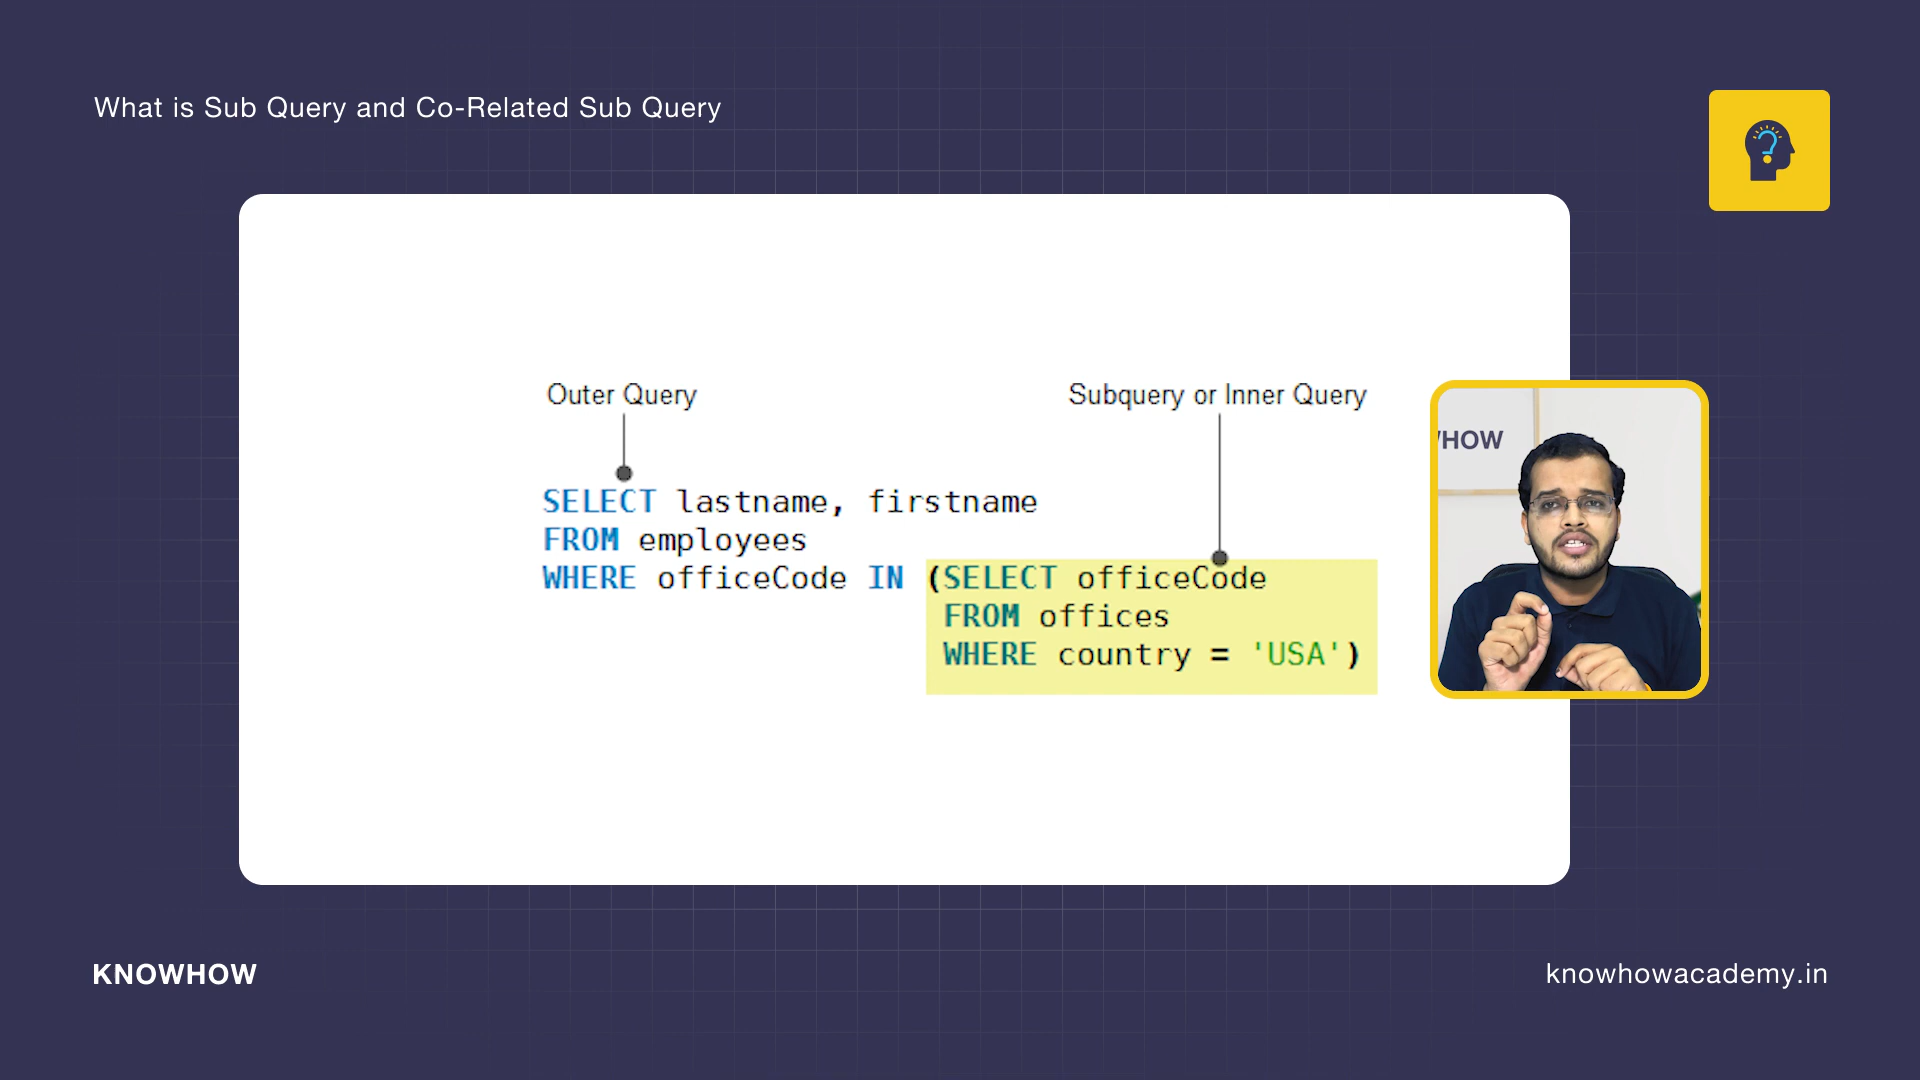 What is Sub Query and Co-Related Sub Query
Outer Query
Subquery or Inner Query
SELECT lastname, firstname
FROM employees
WHERE officeCode IN (SELECT officeCode
FROM offices
WHERE country = 'USA')
HOW
KNOWHOW
knowhowacademy.in